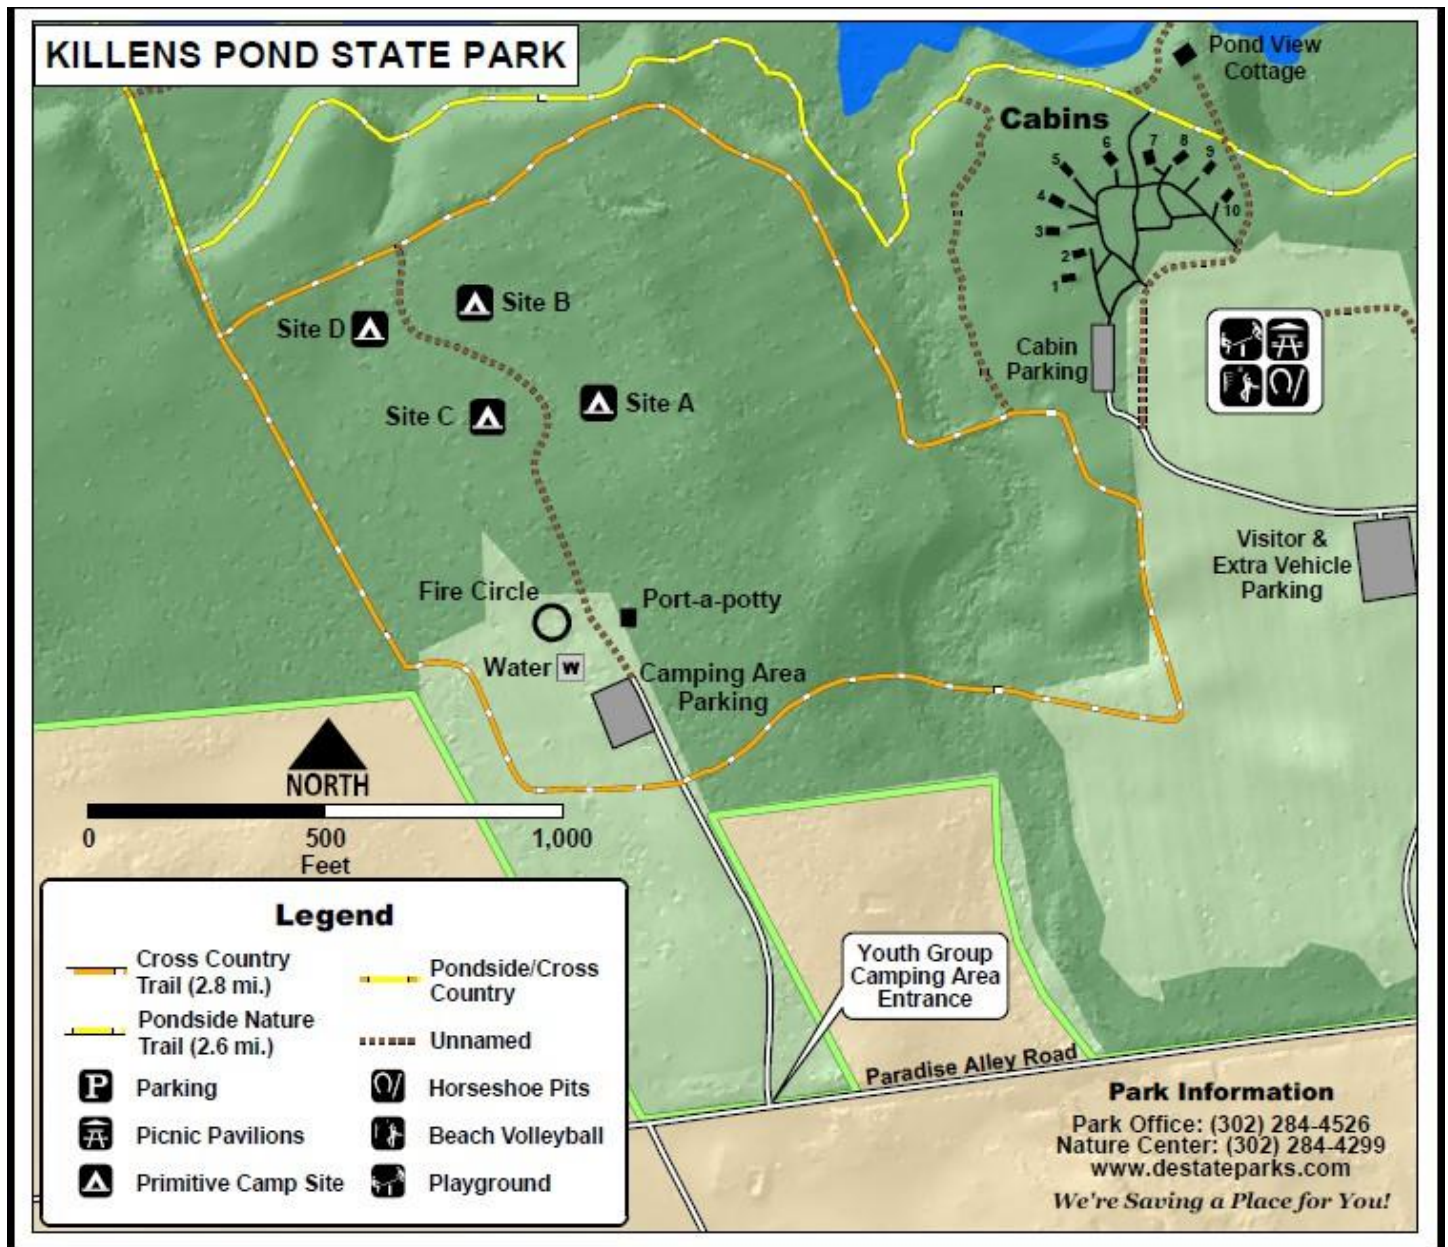 KILLENS POND STATE PARK
Pond View
Cottage
Cabins
1
2
3
4
5
6
7
8
9
10
Site B
Site D
Site A
Site C
Cabin
Parking
Visitor &
Extra Vehicle
Parking
Fire Circle
Port-a-potty
Water W
Camping Area
Parking
NORTH
0 500 1,000
Feet
Legend
Cross Country
Trail (2.8 mi.)
Pondside Nature
Trail (2.6 mi.)
P Parking
Picnic Pavilions
Primitive Camp Site
Pondside/Cross
Country
Unnamed
Horseshoe Pits
Beach Volleyball
Playground
Youth Group
Camping Area
Entrance
Paradise Alley Road
Park Information
Park Office: (302) 284-4526
Nature Center: (302) 284-4299
www.destateparks.com
We're Saving a Place for You!